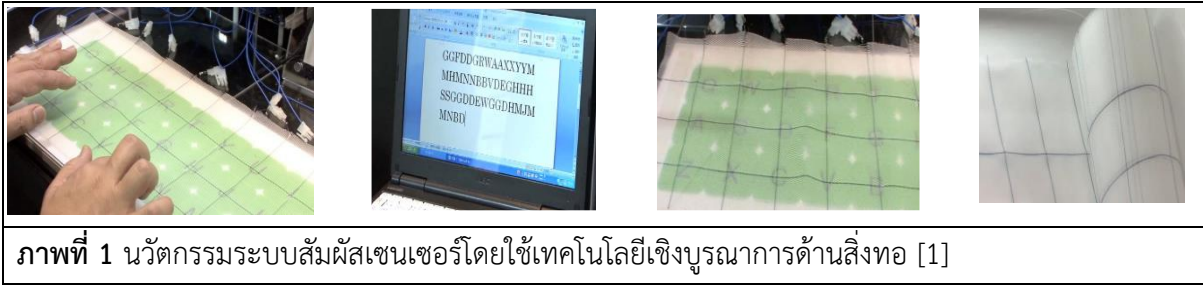 GGFDDGRWAAXXYYM
MHMNNBBVDEGHHH
SSGGDDEWGGDHMJM
MNBD
ภาพที่ 1 นวัตกรรมระบบสัมผัสเซนเซอร์โดยใช้เทคโนโลยีเชิงบูรณาการด้านสิ่งทอ [1]